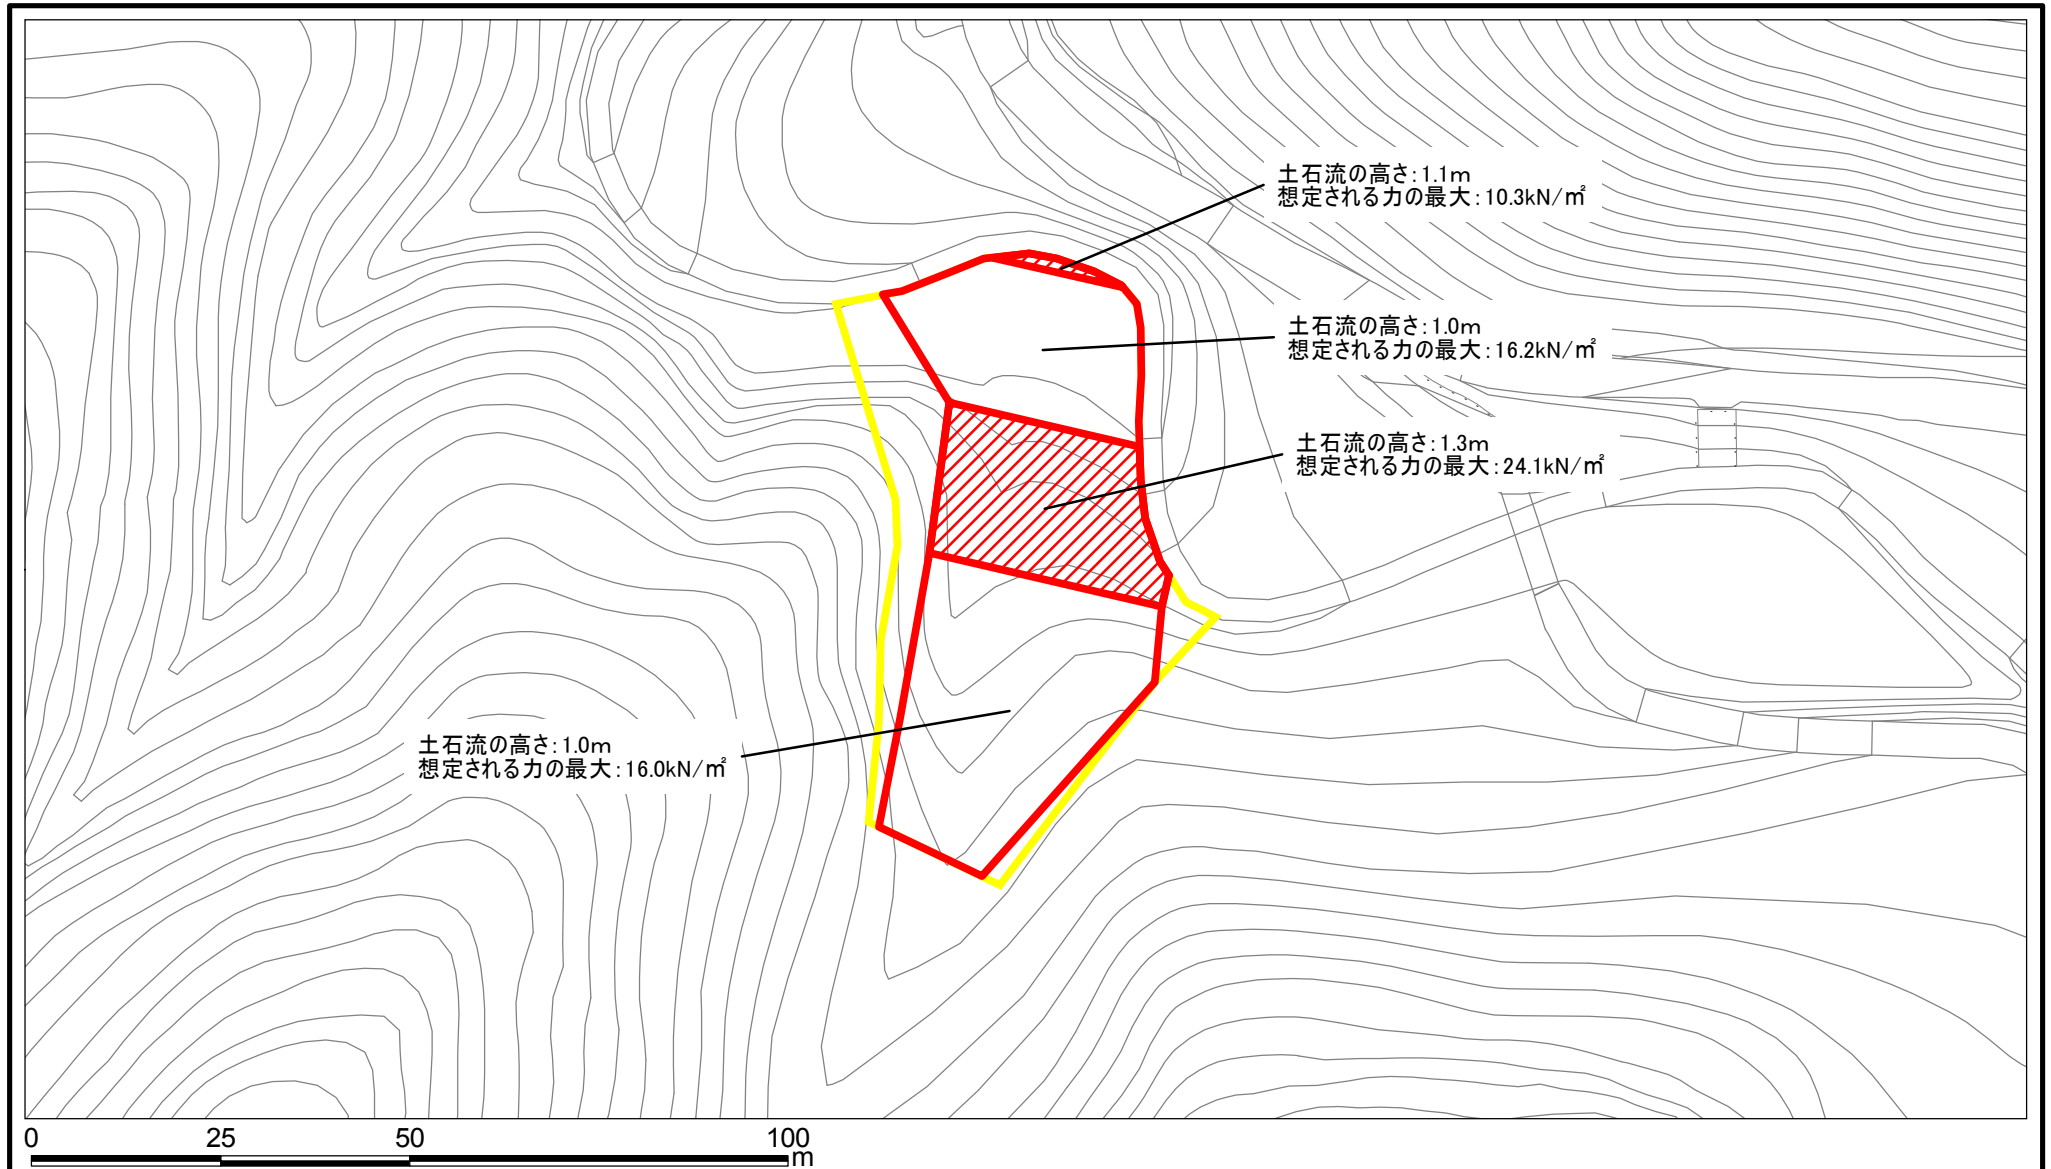 土石流の高さ:1.1m
想定される力の最大:10.3kN/㎡
土石流の高さ:1.0m
想定される力の最大:16.2kN/㎡
土石流の高さ:1.3m
想定される力の最大:24.1kN/㎡
土石流の高さ:1.0m
想定される力の最大:16.0kN/㎡
0 25 50 100
m